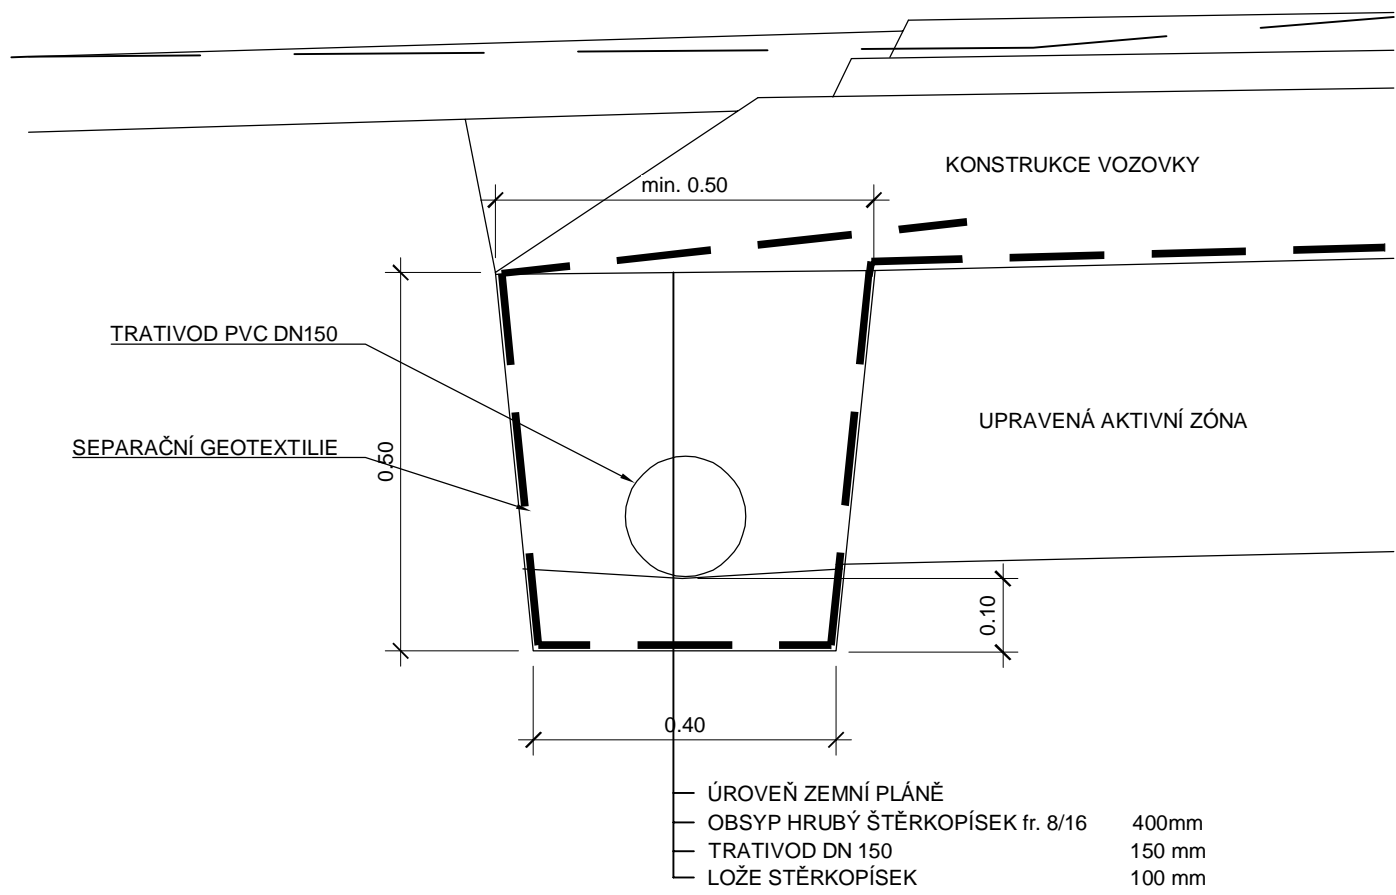 KONSTRUKCE VOZOVKY
min. 0.50
TRATIVOD PVC DN150
UPRAVENÁ AKTIVNÍ ZÓNA
SEPARAČNÍ GEOTEXTILIE
0.50
0.10
0.40
ÚROVEŇ ZEMNÍ PLÁNĚ
OBSYP HRUBÝ ŠTĚRKOPÍSEK fr. 8/16 400mm
TRATIVOD DN 150 150 mm
LOŽE STĚRKOPÍSEK 100 mm